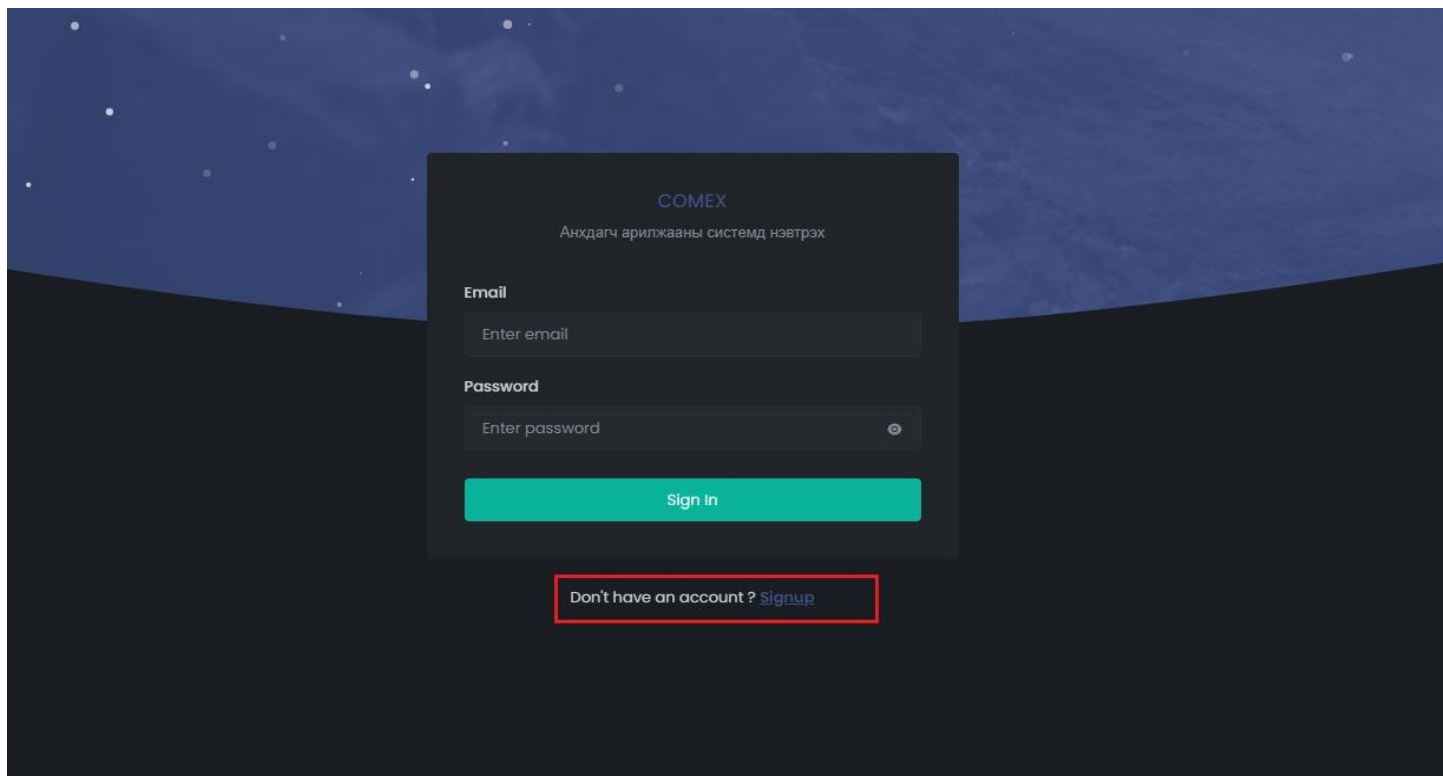 COMEX
Анхдагч арилжааны системд нэвтрэх
Email
Enter email
Password
Enter password
Sign In
Don't have an account ? Signup